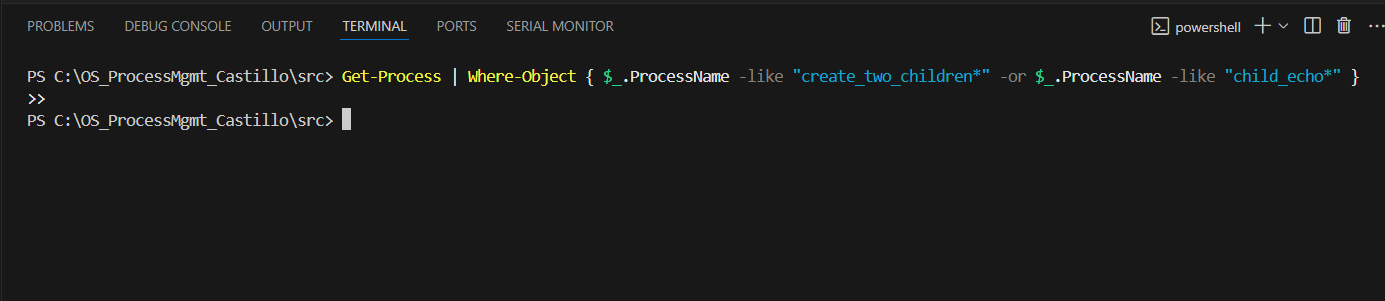 PROBLEMS DEBUG CONSOLE OUTPUT TERMINAL PORTS SERIAL MONITOR powershell
PS C:\OS_ProcessMgmt_Castillo\src> Get-Process | Where-Object { $_.ProcessName -like "create_two_children*" -or $_.ProcessName -like "child_echo*" }
>>
PS C:\OS_ProcessMgmt_Castillo\src>